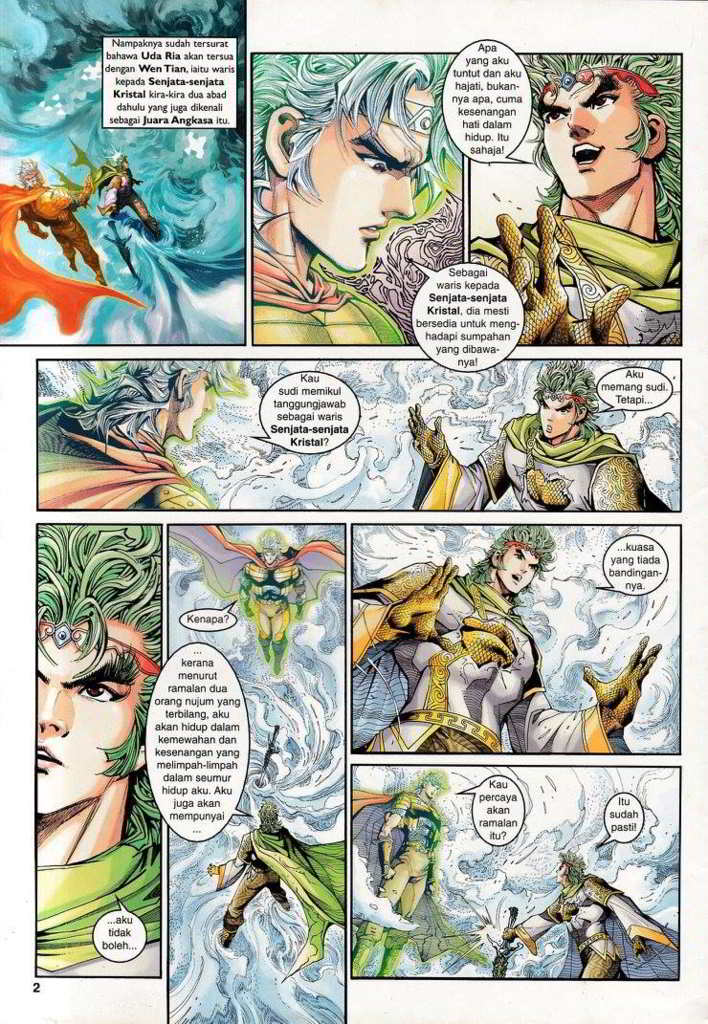 Nampaknya sudah tersurat
bahawa Uda Ria akan tersua
dengan Wen Tian, iaitu waris
kepada Senjata-senjata
Kristal kira-kira dua abad
dahulu yang juga dikenali
sebagai Juara Angkasa itu.
Apa
yang aku
tuntut dan aku
hajati, bukan-
nya apa, cuma
kesenangan
hati dalam
hidup. Itu
sahaja!
Sebagai
waris kepada
Senjata-senjata
Kristal, dia mesti
bersedia untuk meng-
hadapi sumpahan
yang dibawa-
nya!
Kau
sudi memikul
tanggungjawab
sebagai waris
Senjata-senjata
Kristal?
Aku
memang sudi.
Tetapi...
...aku
tidak
boleh...
Kenapa?
...
kerana
menurut
ramalan dua
orang nujum yang
terbilang, aku
akan hidup dalam
kemewahan dan
kesenangan yang
melimpah-limpah
dalam seumur
hidup aku. Aku
juga akan
mempunyai
...
...kuasa
yang tiada
bandingan-
nya.
Kau
percaya
akan
ramalan
itu?
Itu
sudah
pasti!
2